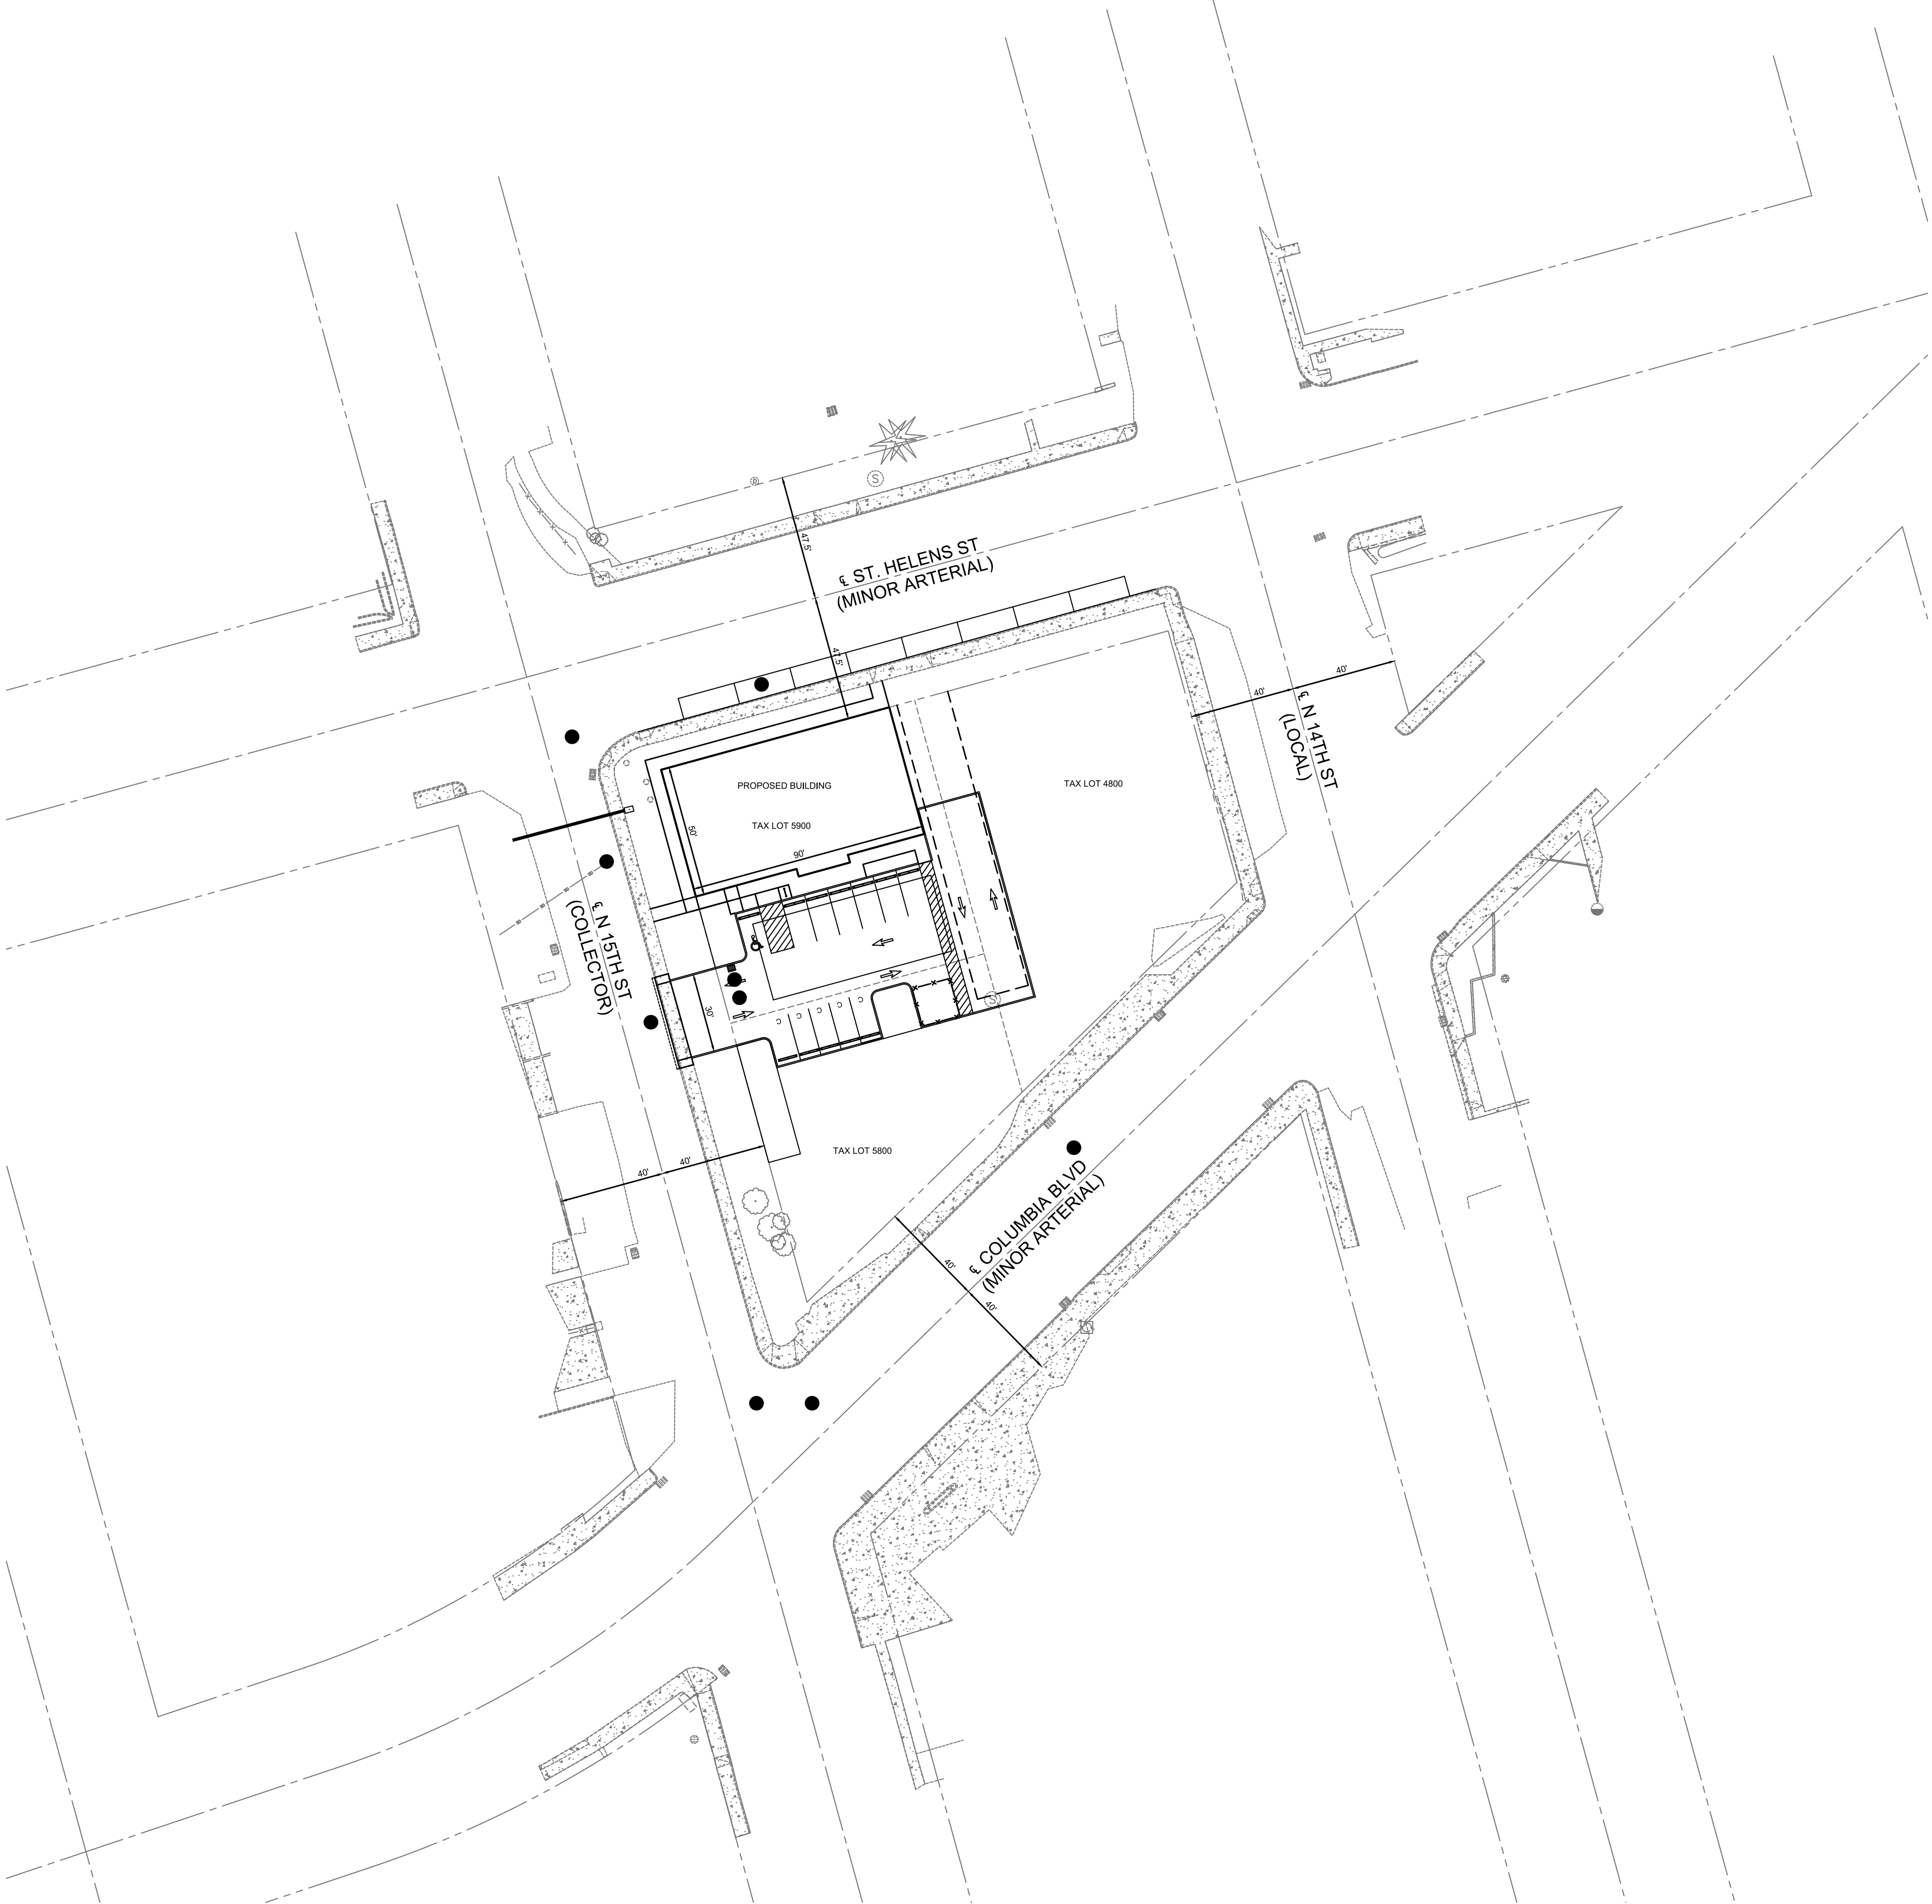 47.5'
℄ ST. HELENS ST
(MINOR ARTERIAL)
47.5'
40'
40'
℄ N 14TH ST
(LOCAL)
PROPOSED BUILDING
TAX LOT 4800
TAX LOT 5900
50'
90'
℄ N 15TH ST
(COLLECTOR)
30'
C
C
C
C
C
S
S
TAX LOT 5800
40'
40'
℄ COLUMBIA BLVD
(MINOR ARTERIAL)
40'
40'